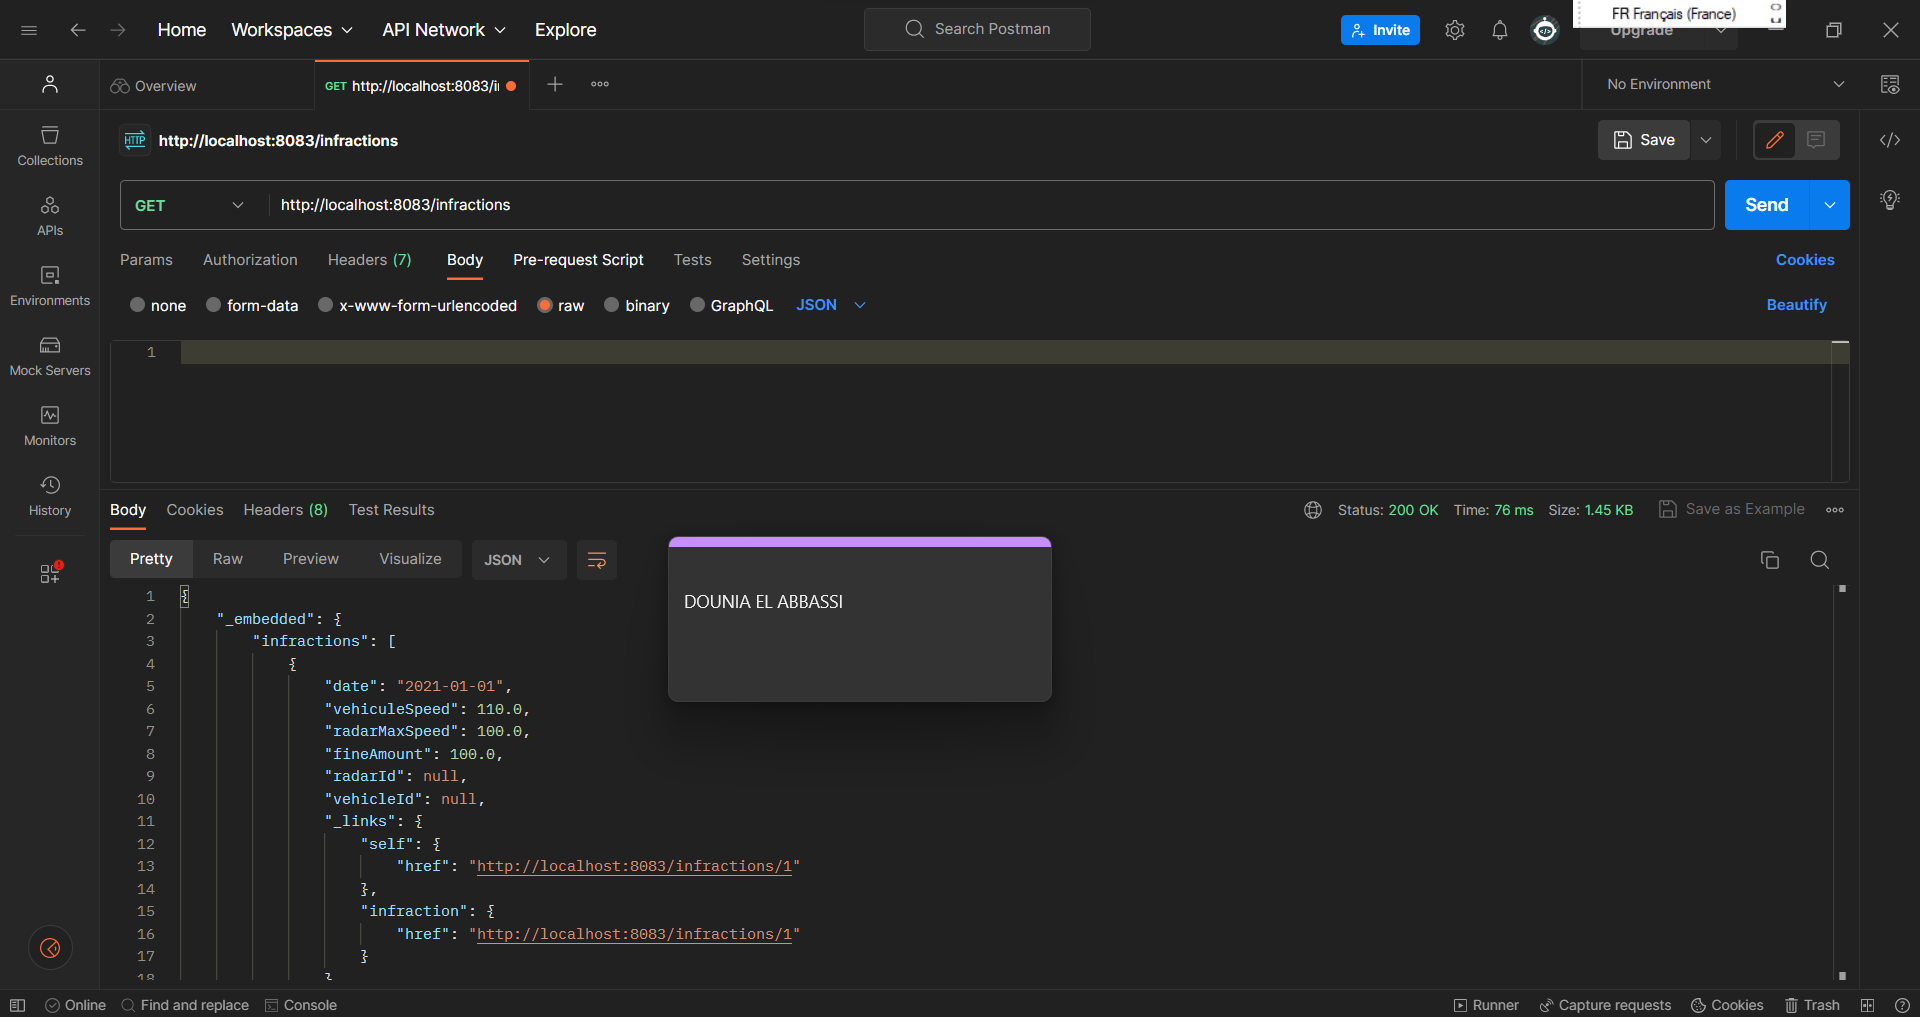 Home Workspaces API Network Explore Search Postman Invite Upgrade
FR Français (France)
Overview GET http://localhost:8083/i No Environment
HTTP http://localhost:8083/infractions Save
GET http://localhost:8083/infractions Send
Params Authorization Headers (7) Body Pre-request Script Tests Settings Cookies
none form-data x-www-form-urlencoded raw binary GraphQL JSON Beautify
1
Collections
APIs
Environments
Mock Servers
Monitors
History
Body Cookies Headers (8) Test Results Status: 200 OK Time: 76 ms Size: 1.45 KB Save as Example
Pretty Raw Preview Visualize JSON
DOUNIA EL ABBASSI
1 {
2 "_embedded": {
3 "infractions": [
4 {
5 "date": "2021-01-01",
6 "vehiculeSpeed": 110.0,
7 "radarMaxSpeed": 100.0,
8 "fineAmount": 100.0,
9 "radarId": null,
10 "vehicleId": null,
11 "_links": {
12 "self": {
13 "href": "http://localhost:8083/infractions/1"
14 },
15 "infraction": {
16 "href": "http://localhost:8083/infractions/1"
17 }
18 }
Online Find and replace Console Runner Capture requests Cookies Trash